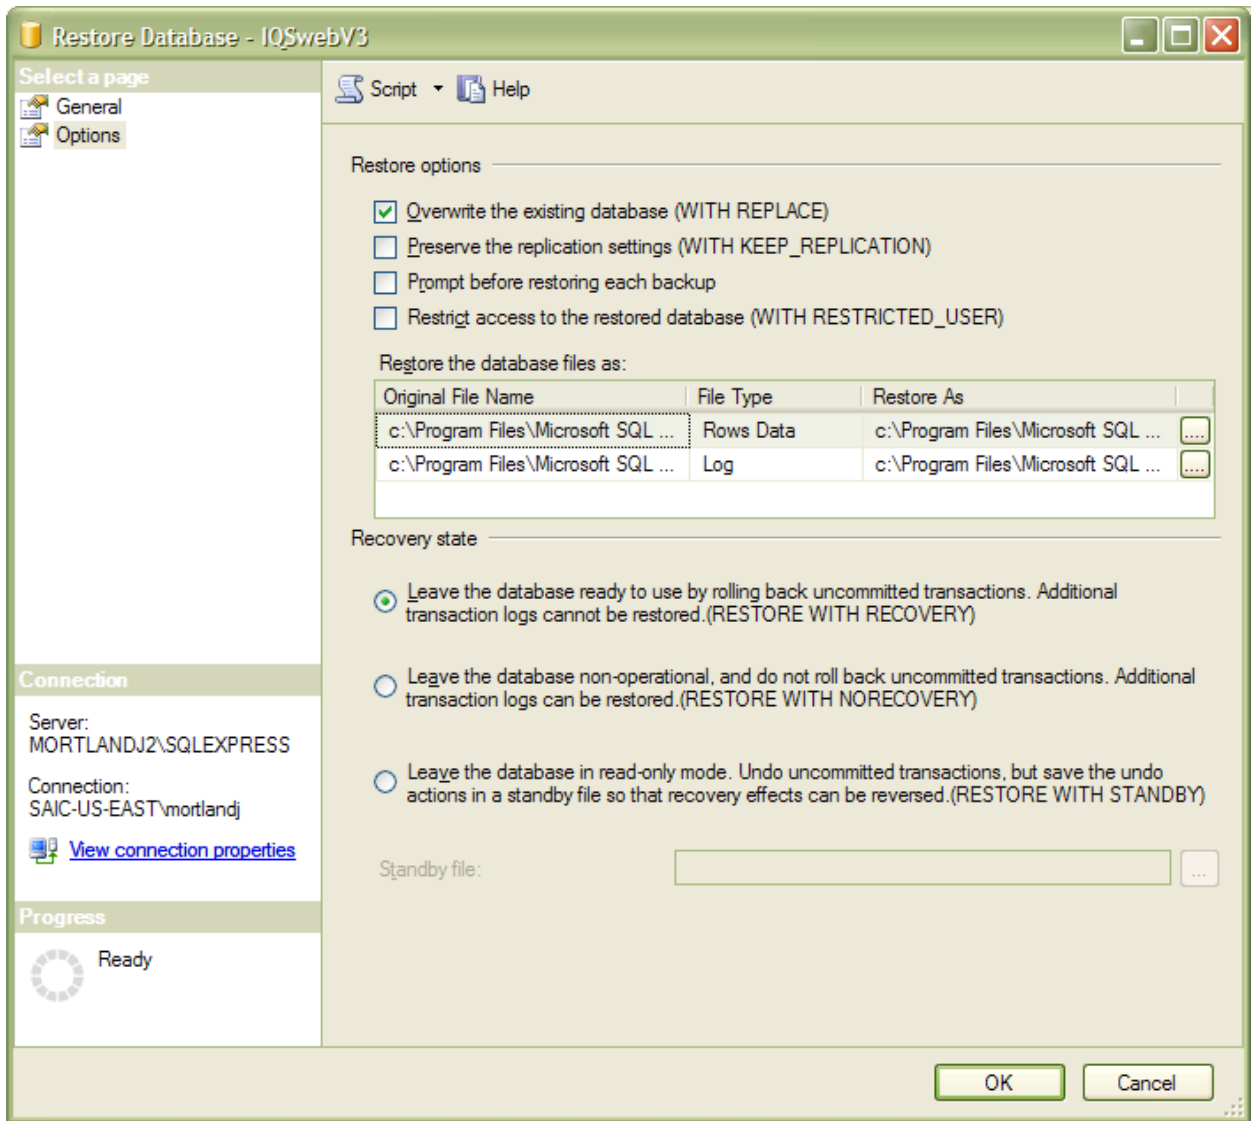 Restore Database - IQSwebV3
Select a page
General
Options
Script
Help
Restore options
Overwrite the existing database (WITH REPLACE)
Preserve the replication settings (WITH KEEP_REPLICATION)
Prompt before restoring each backup
Restrict access to the restored database (WITH RESTRICTED_USER)
Restore the database files as:
Original File Name File Type Restore As
c:\Program Files\Microsoft SQL ... Rows Data c:\Program Files\Microsoft SQL ... ....
c:\Program Files\Microsoft SQL ... Log c:\Program Files\Microsoft SQL ... ....
Recovery state
Leave the database ready to use by rolling back uncommitted transactions. Additional
transaction logs cannot be restored.(RESTORE WITH RECOVERY)
Leave the database non-operational, and do not roll back uncommitted transactions. Additional
transaction logs can be restored.(RESTORE WITH NORECOVERY)
Leave the database in read-only mode. Undo uncommitted transactions, but save the undo
actions in a standby file so that recovery effects can be reversed.(RESTORE WITH STANDBY)
Standby file: ...
Connection
Server:
MORTLANDJ2\SQLEXPRESS
Connection:
SAIC-US-EAST\mortlandj
View connection properties
Progress
Ready
OK Cancel